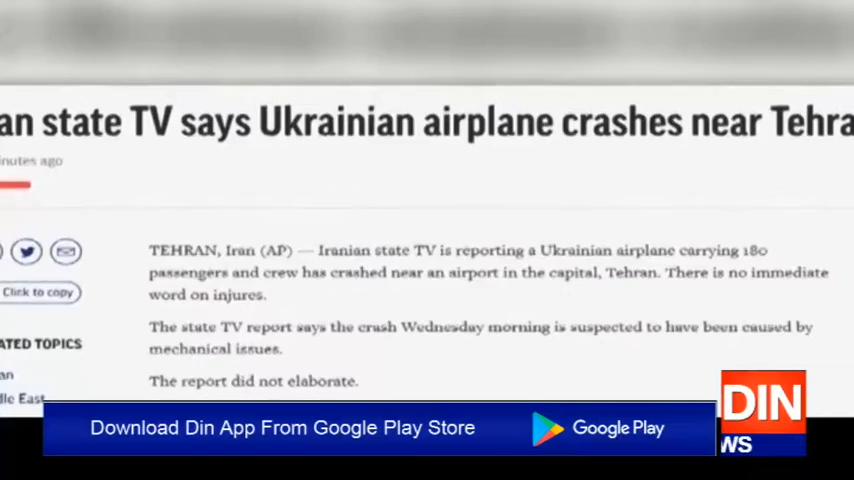 an state TV says Ukrainian airplane crashes near Tehra
inutes ago
TEHRAN, Iran (AP) — Iranian state TV is reporting a Ukrainian airplane carrying 180
passengers and crew has crashed near an airport in the capital, Tehran. There is no immediate
word on injures.
Click to copy
The state TV report says the crash Wednesday morning is suspected to have been caused by
mechanical issues.
ATED TOPICS
The report did not elaborate.
an
dle East
Download Din App From Google Play Store
Google Play
DIN
WS